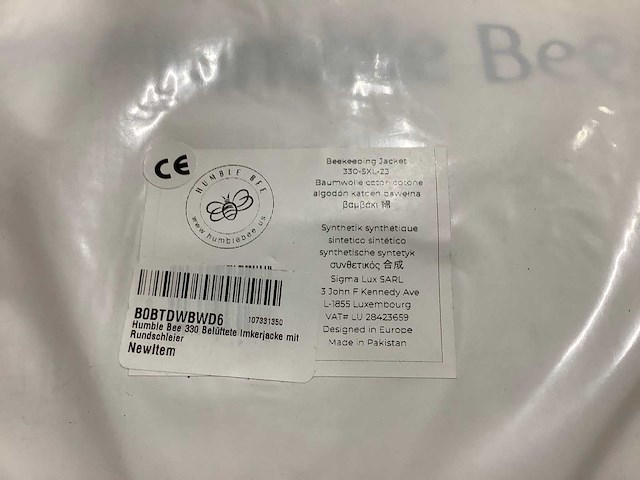 Humble Bee
CE
HUMBLE BEE
www.humblebee.us
Beekeeping Jacket
330-5XL-23
Baumwolle coton cotone
algodón katoen bawełna
βαμβάκι 棉
Synthetik synthétique
sintetico sintético
synthetische syntetyk
συνθετικός 合成
Sigma Lux SARL
3 John F Kennedy Ave
L-1855 Luxembourg
VAT# LU 28423659
Designed in Europe
Made in Pakistan
B0BTDWBWD6 107331350
Humble Bee 330 Belüftete Imkerjacke mit
Rundschleier
NewItem